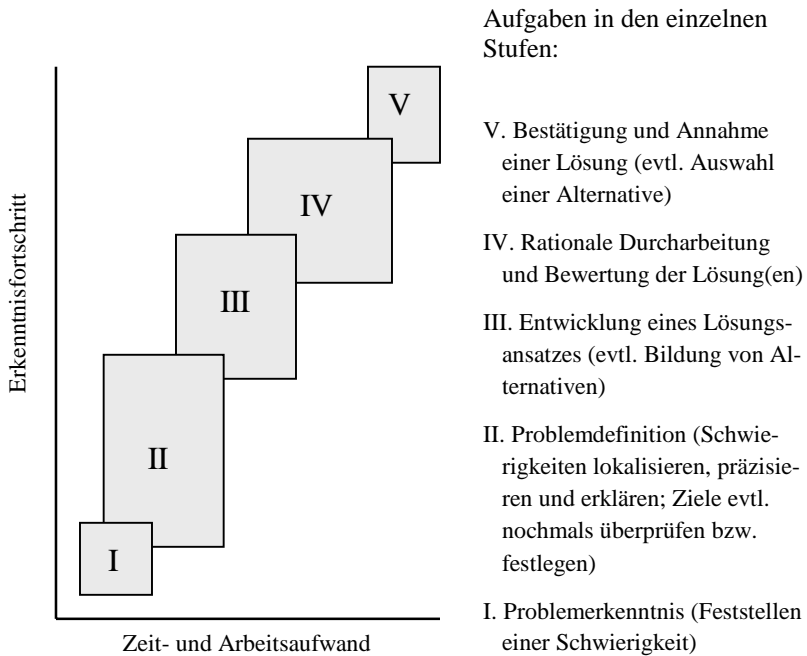 Aufgaben in den einzelnen
Stufen:
V
V. Bestätigung und Annahme
einer Lösung (evtl. Auswahl
einer Alternative)
IV
IV. Rationale Durcharbeitung
und Bewertung der Lösung(en)
III
III. Entwicklung eines Lösungs-
ansatzes (evtl. Bildung von Al-
ternativen)
II
II. Problemdefinition (Schwie-
rigkeiten lokalisieren, präzisie-
ren und erklären; Ziele evtl.
nochmals überprüfen bzw.
festlegen)
I
I. Problemerkenntnis (Feststellen
einer Schwierigkeit)
Erkenntnisfortschritt
Zeit- und Arbeitsaufwand